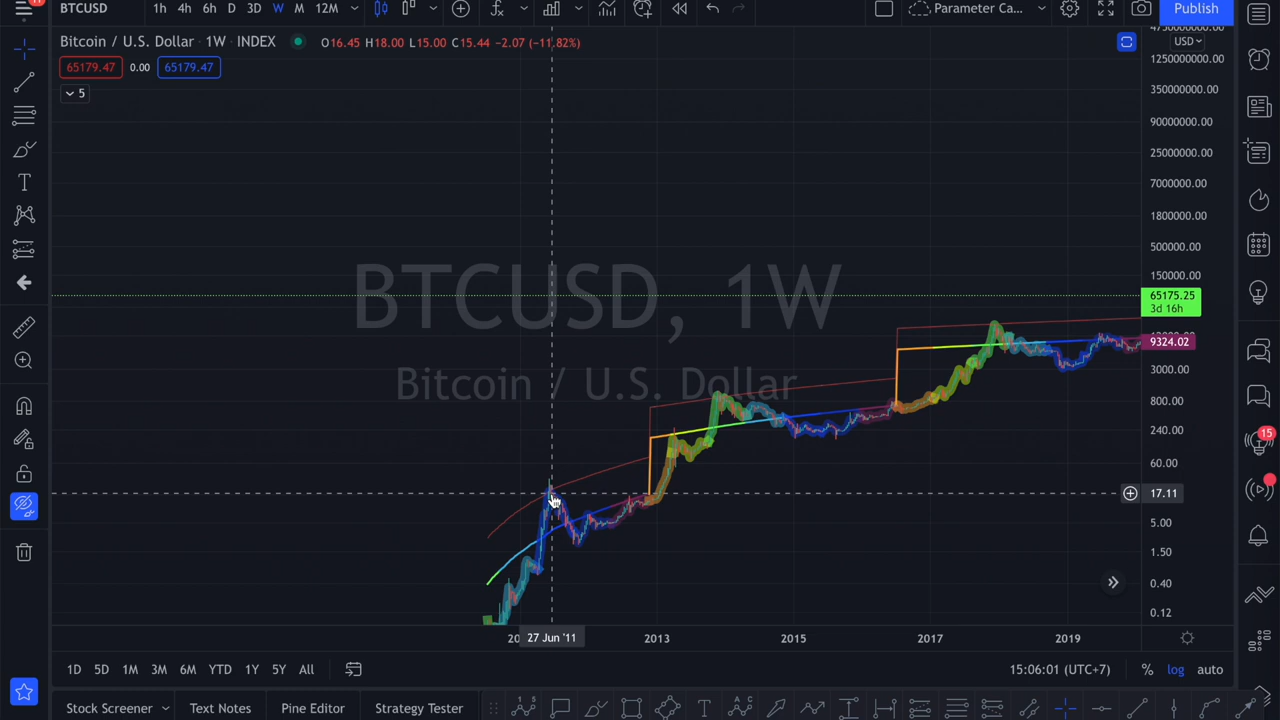 BTCUSD 1h 4h 6h D 3D W M 12M Parameter Ca... Publish
Bitcoin / U.S. Dollar · 1W · INDEX O16.45 H18.00 L15.00 C15.44 −2.07 (−11.82%)
65179.47 0.00 65179.47
5
USD
1250000000.00
350000000.00
90000000.00
25000000.00
7000000.00
1800000.00
500000.00
150000.00
BTCUSD, 1W
Bitcoin / U.S. Dollar
65175.25
3d 16h
9324.02
3000.00
800.00
240.00
60.00
17.11
5.00
1.50
0.40
0.12
15
27 Jun '11 2013 2015 2017 2019
1D 5D 1M 3M 6M YTD 1Y 5Y All 15:06:01 (UTC+7) % log auto
Stock Screener Text Notes Pine Editor Strategy Tester